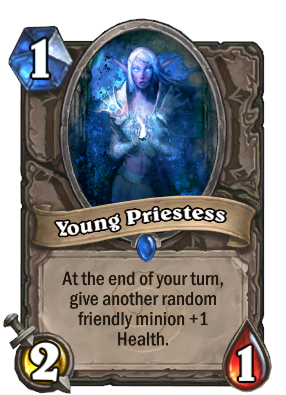 1
Young Priestess
At the end of your turn,
give another random
friendly minion +1
Health.
2
1